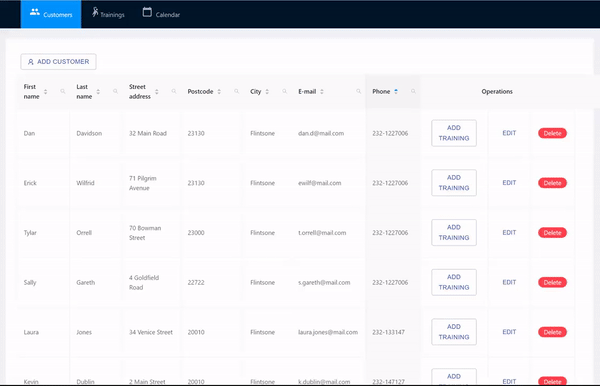 Customers Trainings Calendar
ADD CUSTOMER
First name Last name Street address Postcode City E-mail Phone Operations
Dan Davidson 32 Main Road 23130 Flintsone dan.d@mail.com 232-1227006 ADD TRAINING EDIT Delete
Erick Wilfrid 71 Pilgrim Avenue 23130 Flintsone ewilf@mail.com 232-1227006 ADD TRAINING EDIT Delete
Tylar Orrell 70 Bowman Street 23000 Flintsone t.orrell@mail.com 232-1227006 ADD TRAINING EDIT Delete
Sally Gareth 4 Goldfield Road 22722 Flintsone s.gareth@mail.com 232-1227006 ADD TRAINING EDIT Delete
Laura Jones 34 Venice Street 20010 Flintsone laura.jones@mail.com 232-133147 ADD TRAINING EDIT Delete
Kevin Dublin 2 Main Street 20010 Flintsone k.dublin@mail.com 232-147127 ADD EDIT Delete